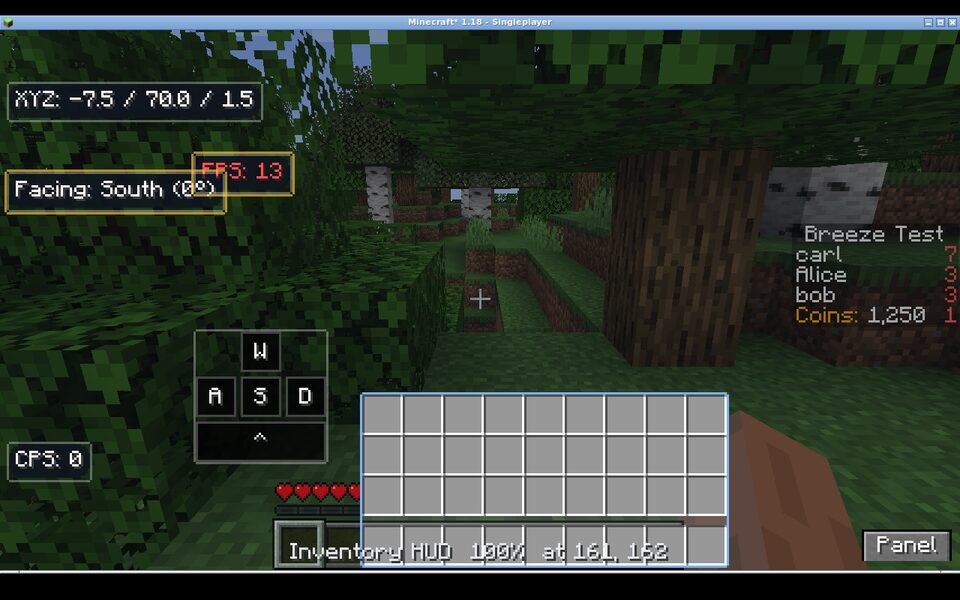 Minecraft* 1.18 - Singleplayer
XYZ: -7.5 / 70.0 / 1.5
FPS: 13
Facing: South (0°)
Breeze Test
carl 7
Alice 3
bob 3
Coins: 1,250 1
W
A S D
^
CPS: 0
Inventory HUD 100% at 161, 162
Panel